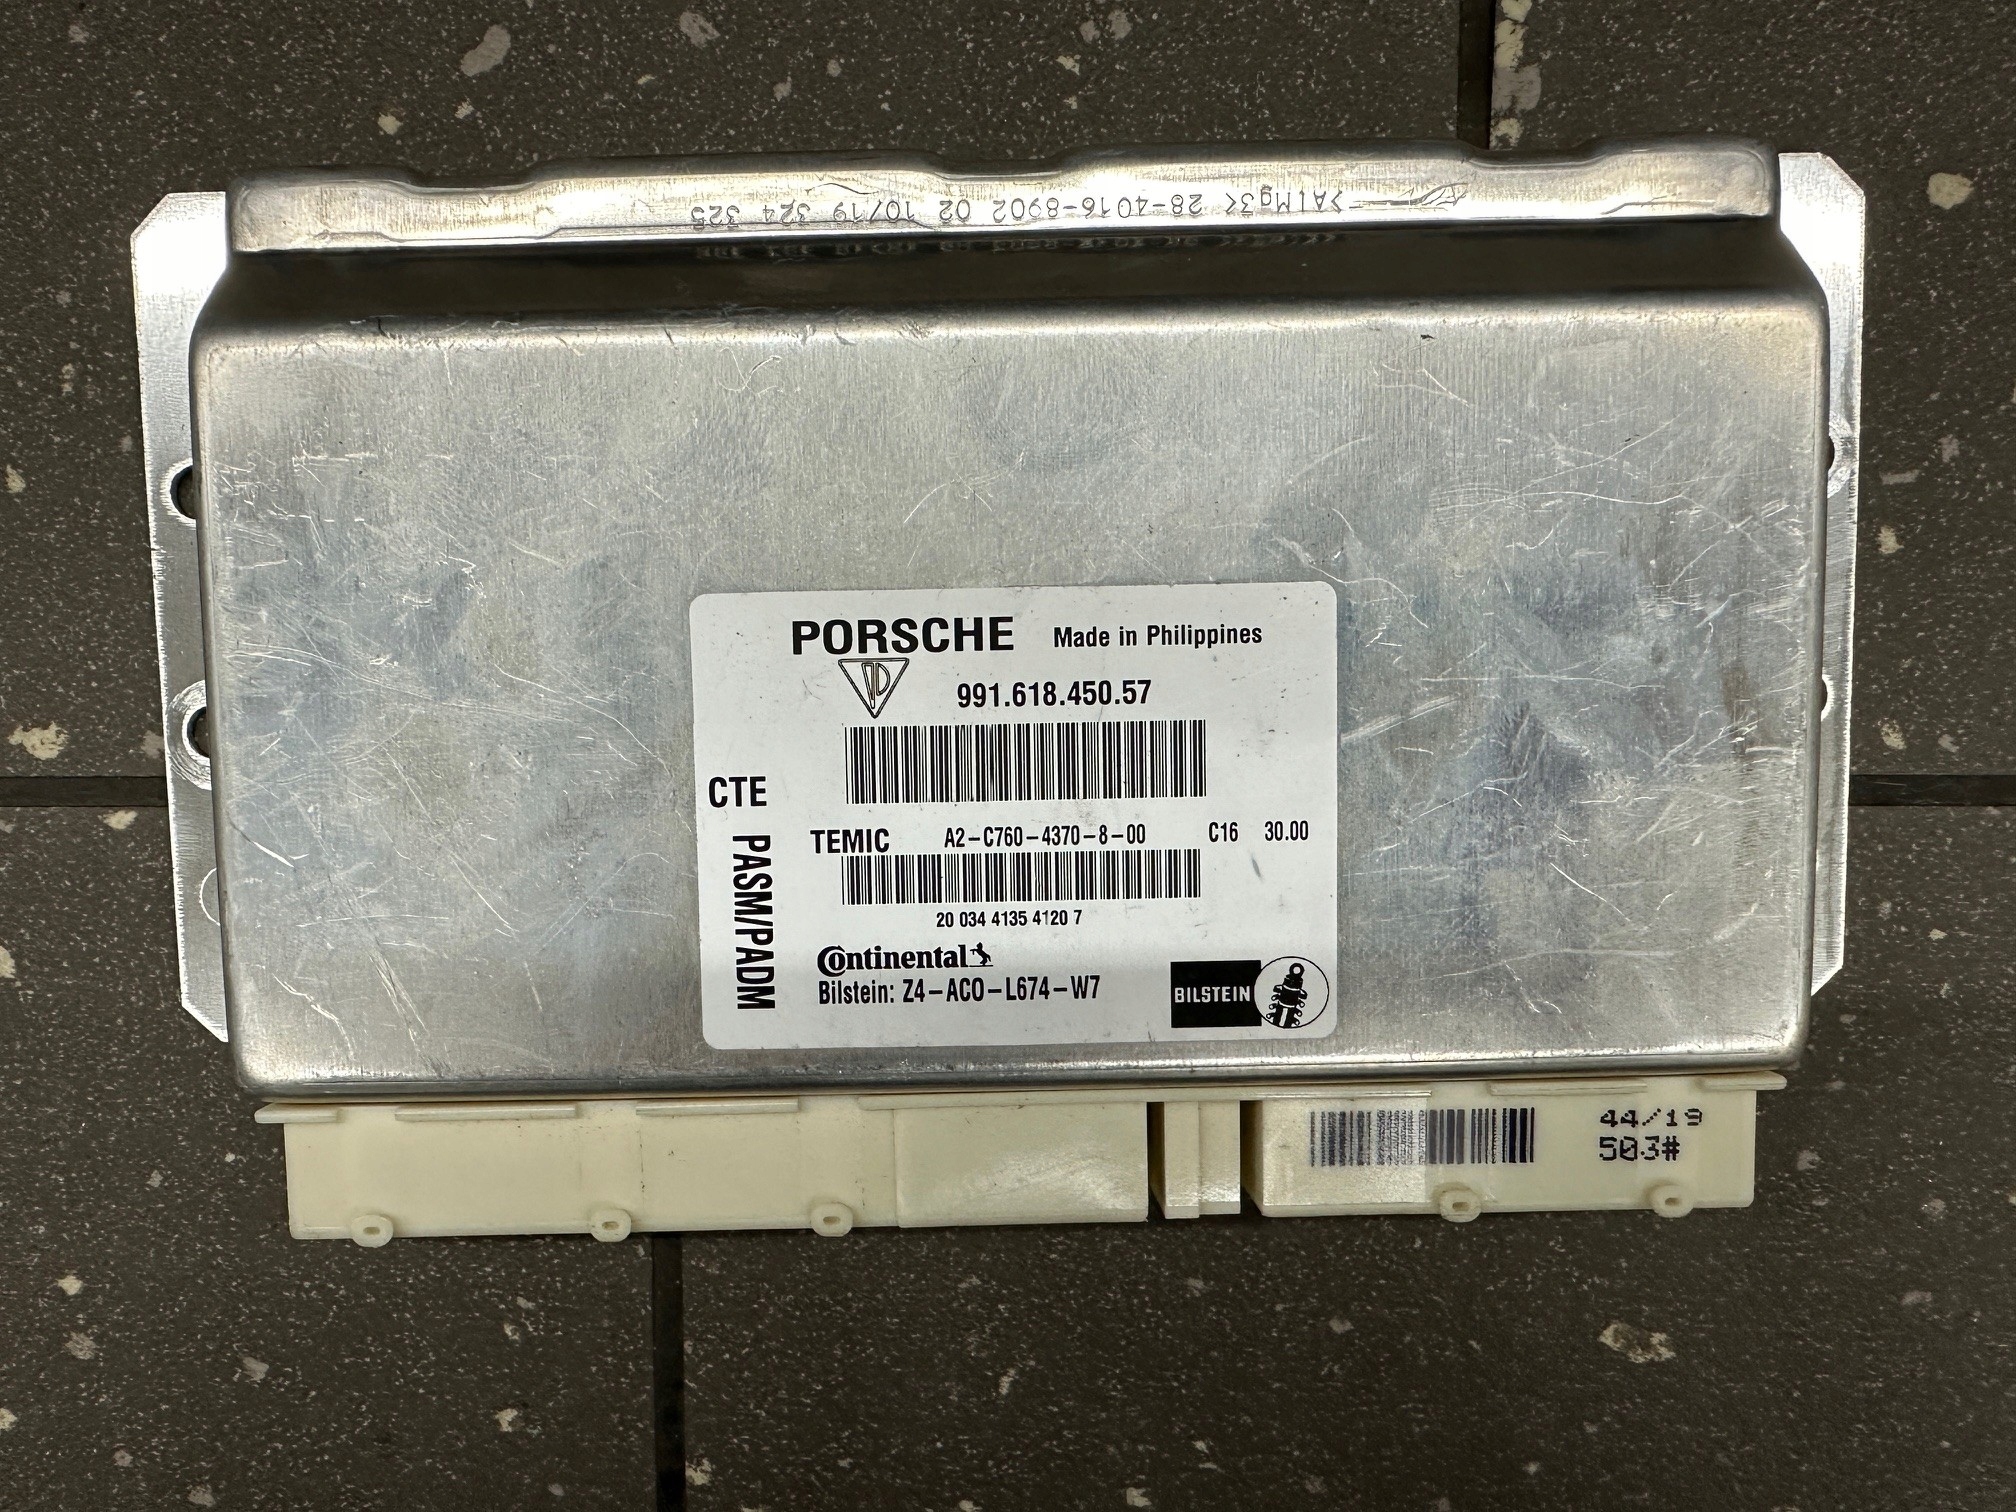 >AlMg3< 28-4016-8902 02 10/19 324 325
PORSCHE Made in Philippines
991.618.450.57
CTE
PASM/PADM
TEMIC A2-C760-4370-8-00 C16 30.00
20 034 4135 4120 7
Continental
Bilstein: Z4-ACO-L674-W7
BILSTEIN
44/19
503#